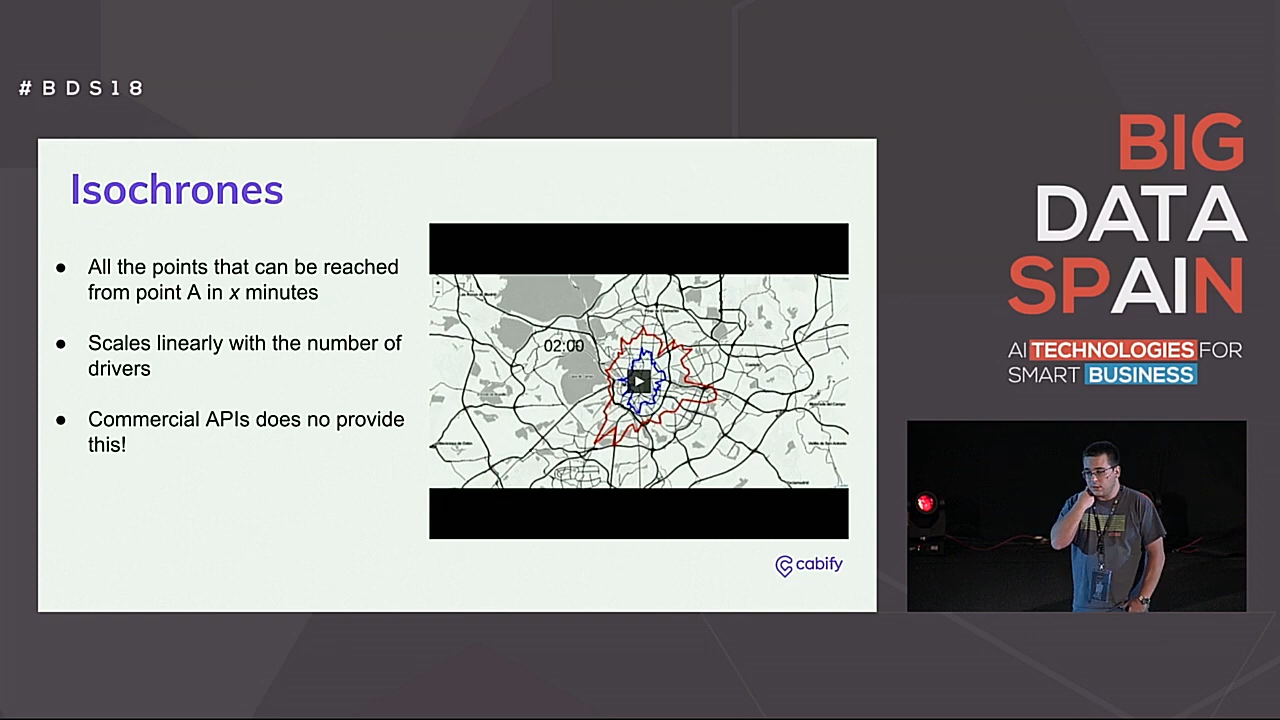 #BDS18
Isochrones
● All the points that can be reached
from point A in x minutes
● Scales linearly with the number of
drivers
● Commercial APIs does no provide
this!
02:00
cabify
BIG
DATA
SPAIN
AI TECHNOLOGIES FOR
SMART BUSINESS